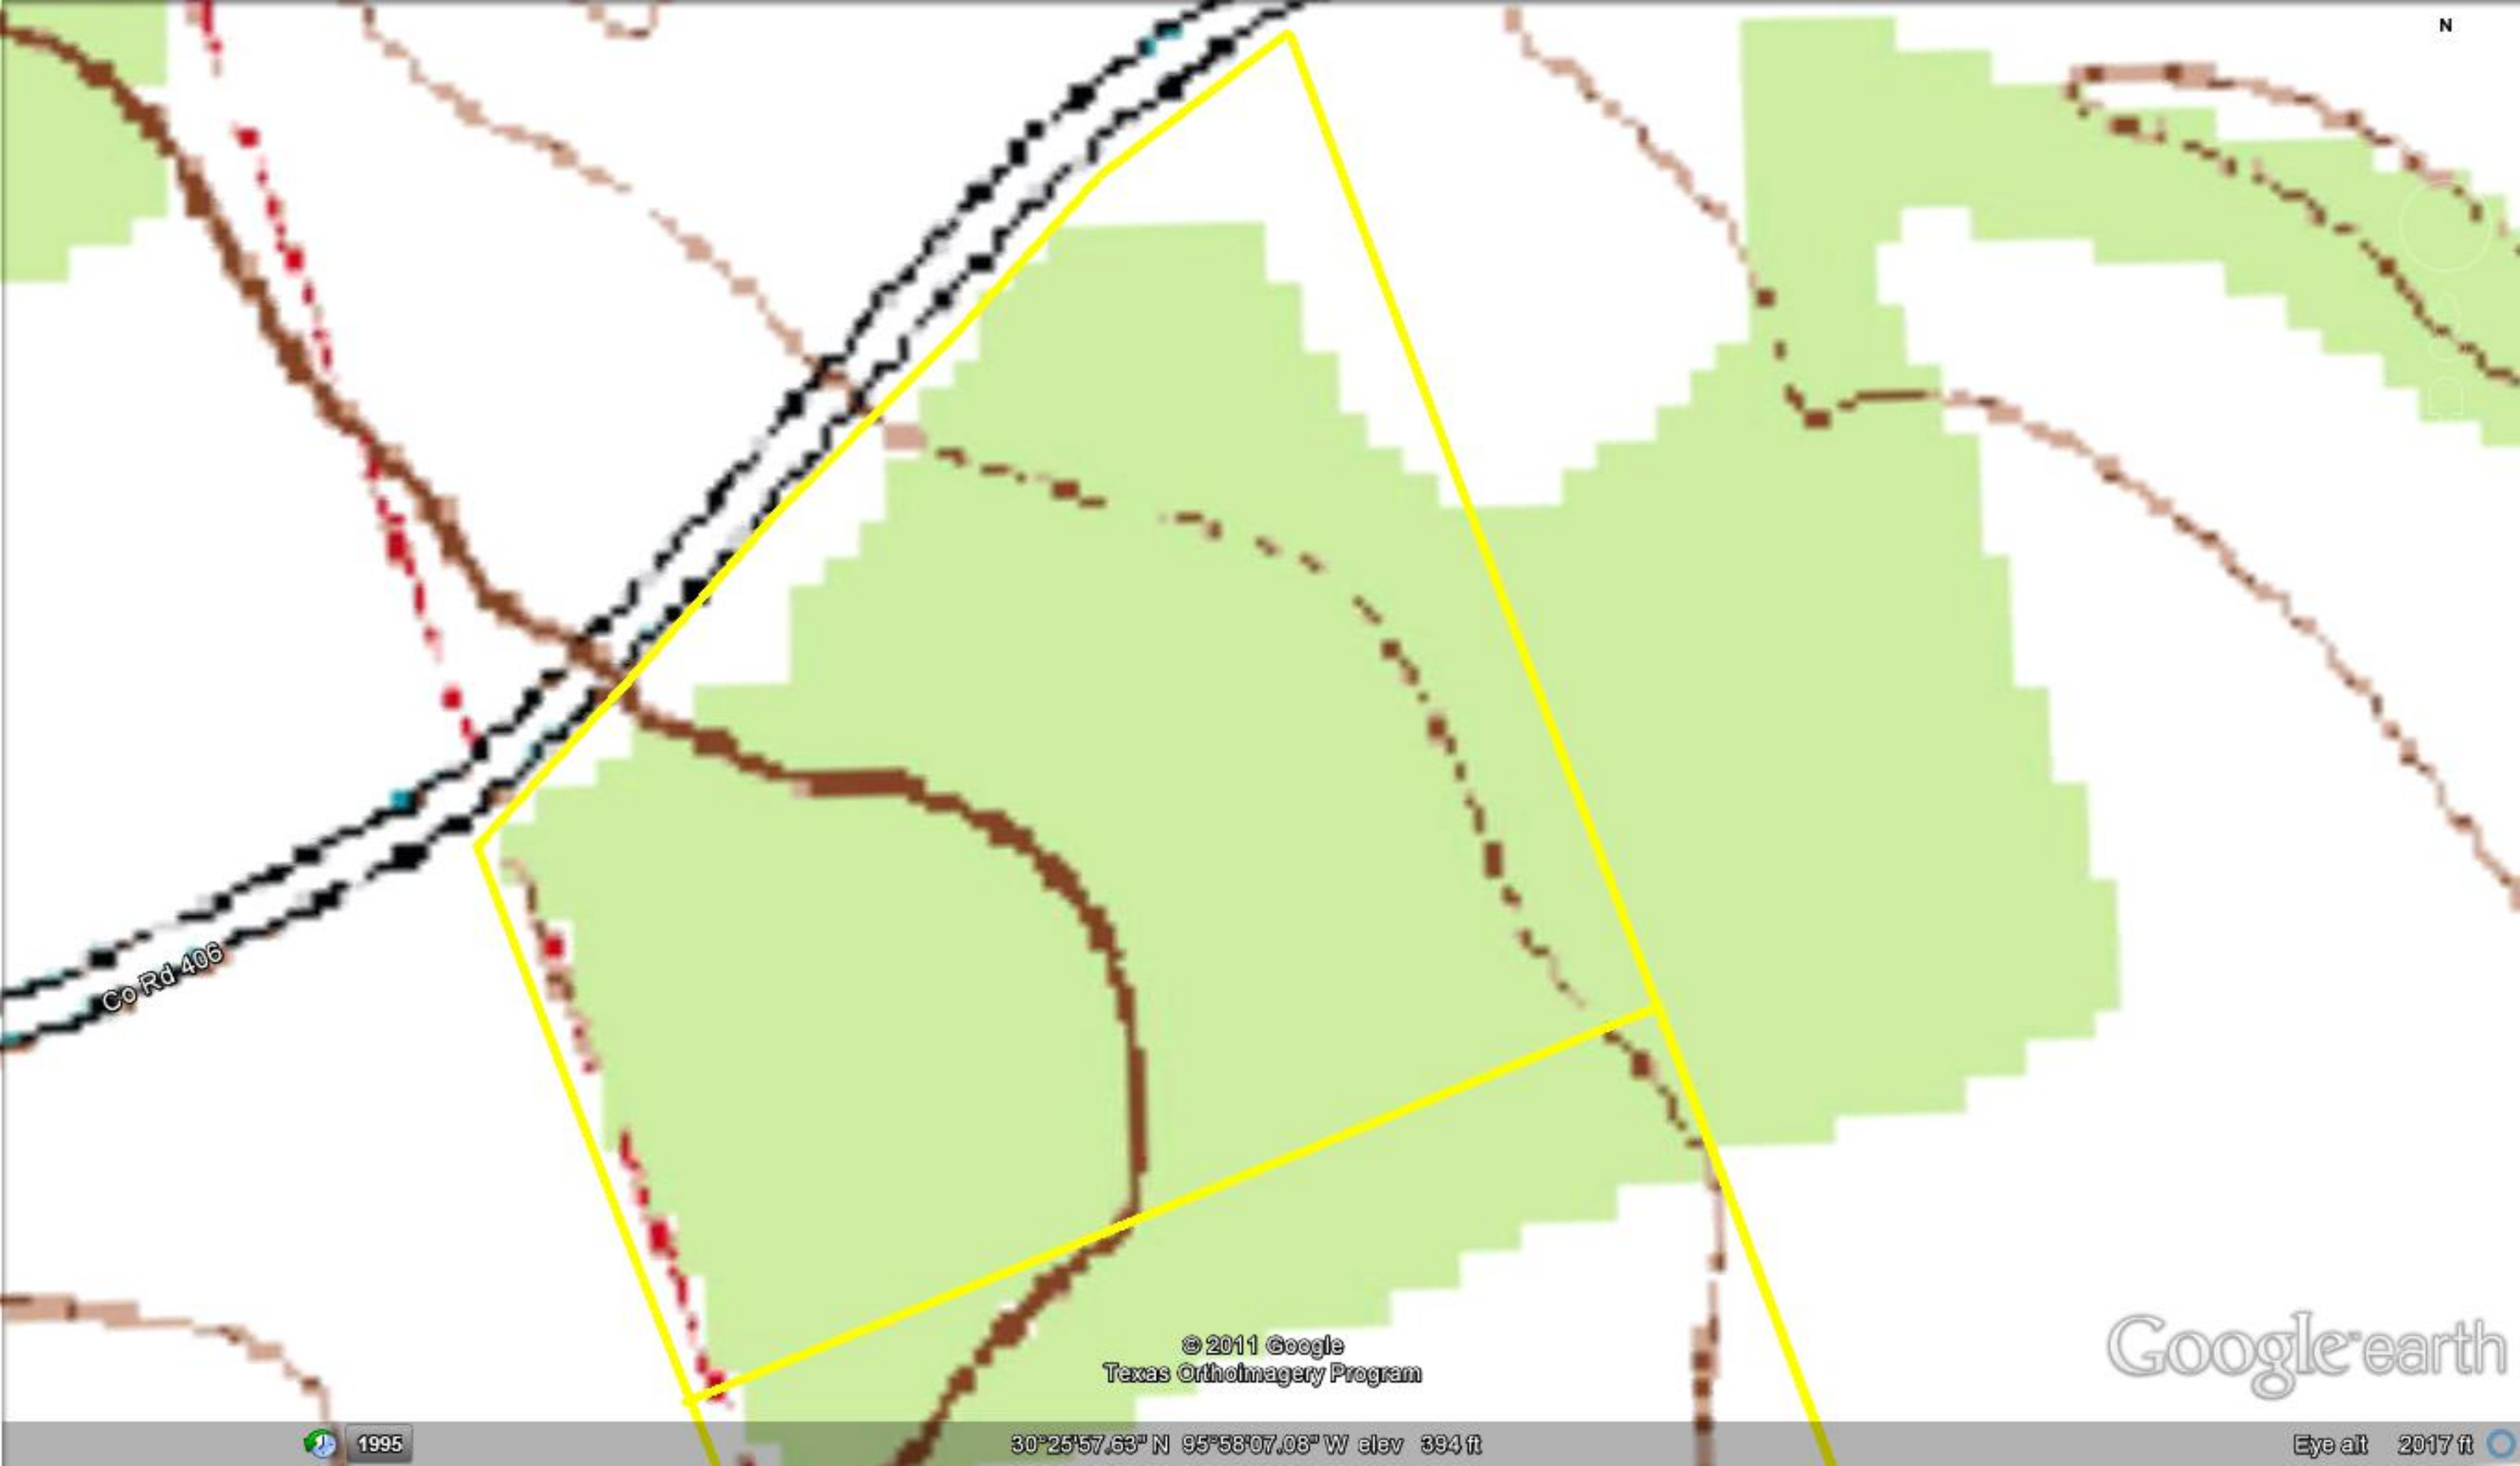 N
Co Rd 406
© 2011 Google
Texas Orthoimagery Program
Google earth
1995
30°25'57.63" N 95°58'07.08" W elev 394 ft
Eye alt 2017 ft